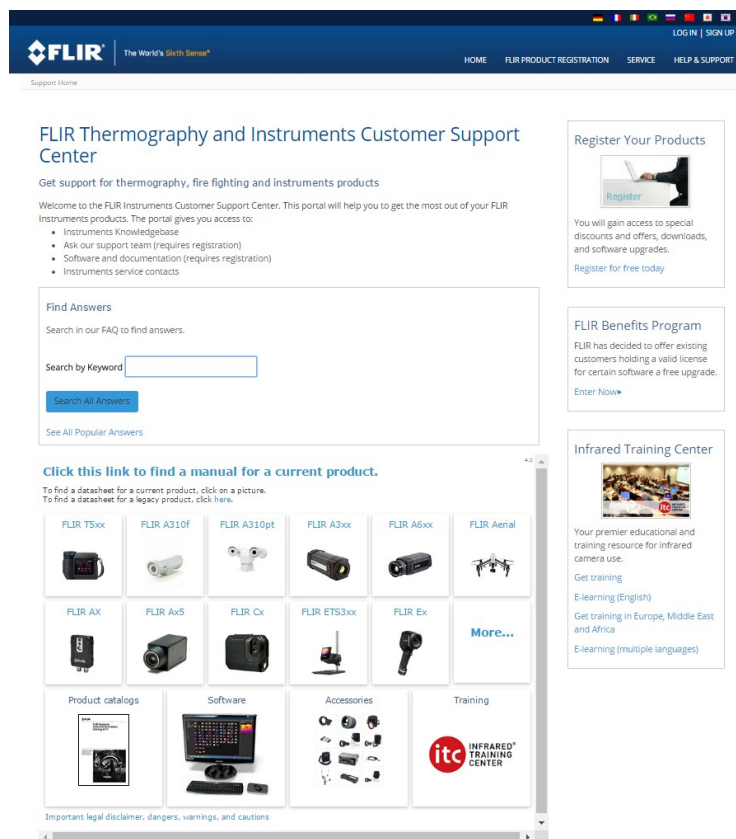 LOG IN | SIGN UP
FLIR®
The World's Sixth Sense®
HOME FLIR PRODUCT REGISTRATION SERVICE HELP & SUPPORT
Support Home
FLIR Thermography and Instruments Customer Support
Center
Get support for thermography, fire fighting and instruments products
Welcome to the FLIR Instruments Customer Support Center. This portal will help you to get the most out of your FLIR
Instruments products. The portal gives you access to:
• Instruments Knowledgebase
• Ask our support team (requires registration)
• Software and documentation (requires registration)
• Instruments service contacts
Find Answers
Search in our FAQ to find answers.
Search by Keyword
Search All Answers
See All Popular Answers
4.0
Click this link to find a manual for a current product.
To find a datasheet for a current product, click on a picture.
To find a datasheet for a legacy product, click here.
FLIR T5xx FLIR A310f FLIR A310pt FLIR A3xx FLIR A6xx FLIR Aerial
FLIR AX FLIR Ax5 FLIR Cx FLIR ETS3xx FLIR Ex
More...
Product catalogs Software Accessories Training
itc INFRARED®
TRAINING
CENTER
Important legal disclaimer, dangers, warnings, and cautions
Register Your Products
Register
You will gain access to special
discounts and offers, downloads,
and software upgrades.
Register for free today
FLIR Benefits Program
FLIR has decided to offer existing
customers holding a valid license
for certain software a free upgrade.
Enter Now▸
Infrared Training Center
itc
Your premier educational and
training resource for infrared
camera use.
Get training
E-learning (English)
Get training in Europe, Middle East
and Africa
E-learning (multiple languages)